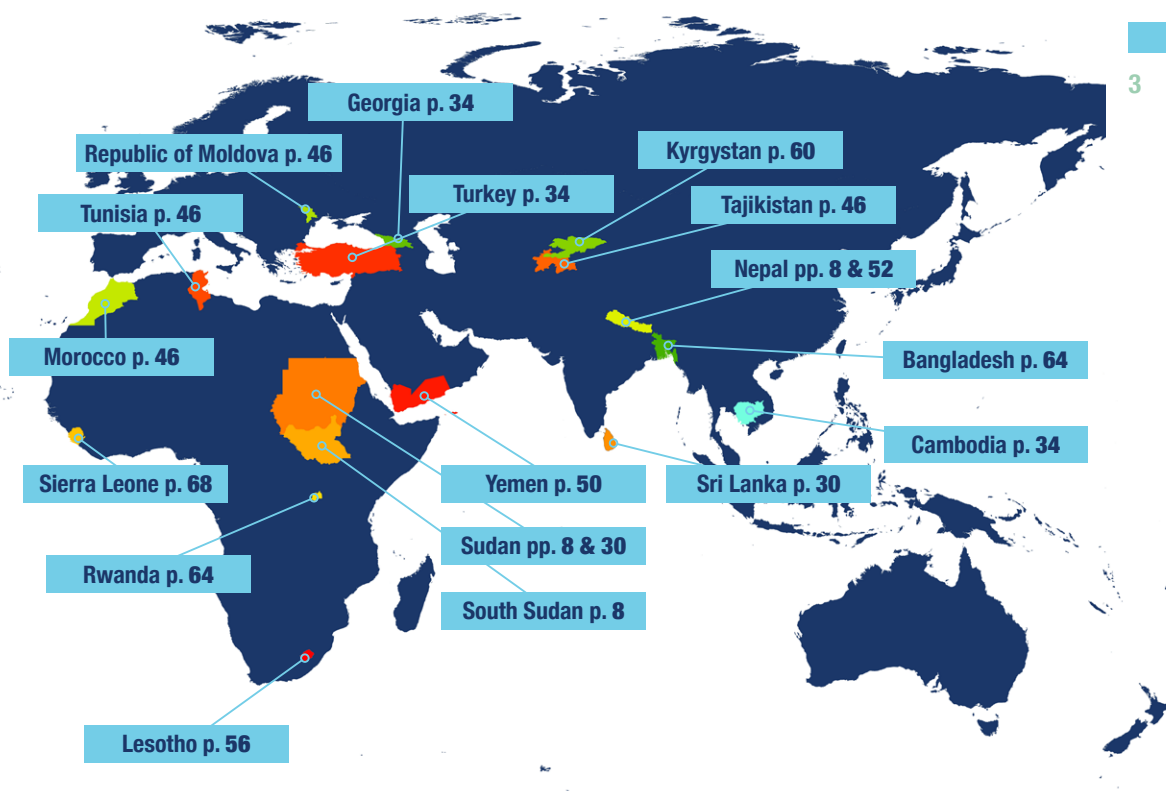 3
Georgia p. 34
Republic of Moldova p. 46
Kyrgystan p. 60
Turkey p. 34
Tajikistan p. 46
Tunisia p. 46
Nepal pp. 8 & 52
Morocco p. 46
Bangladesh p. 64
Cambodia p. 34
Sierra Leone p. 68
Yemen p. 50
Sri Lanka p. 30
Sudan pp. 8 & 30
Rwanda p. 64
South Sudan p. 8
Lesotho p. 56